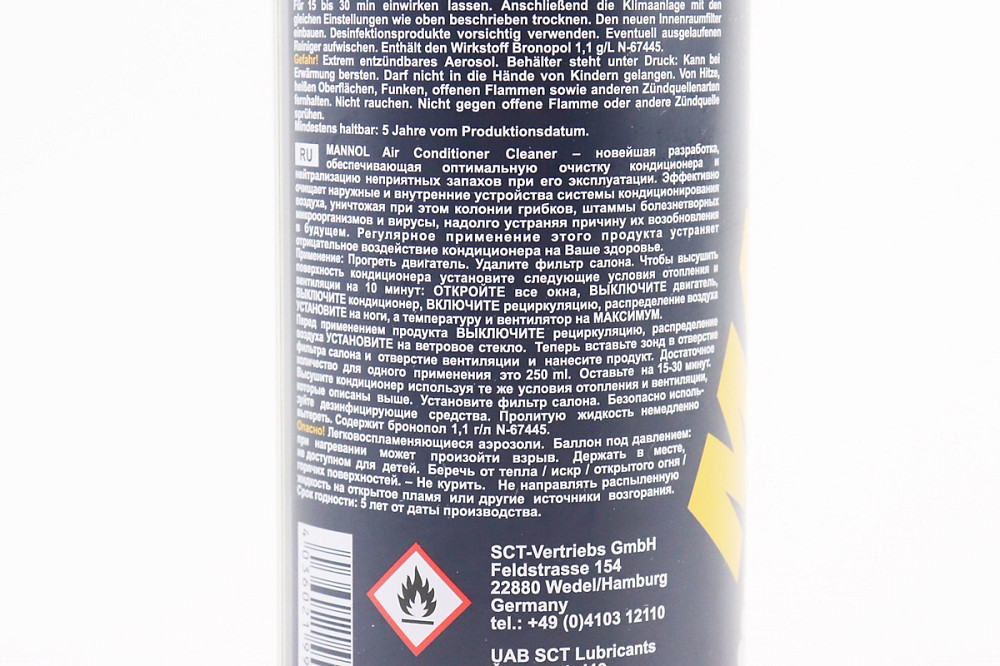 Für 15 bis 30 min einwirken lassen. Anschließend die Klimaanlage mit den
gleichen Einstellungen wie oben beschrieben trocknen. Den neuen Innenraumfilter
einbauen. Desinfektionsprodukte vorsichtig verwenden. Eventuell ausgelaufenen
Reiniger aufwischen. Enthält den Wirkstoff Bronopol 1,1 g/L N-67445.
Gefahr! Extrem entzündbares Aerosol. Behälter steht unter Druck: Kann bei
Erwärmung bersten. Darf nicht in die Hände von Kindern gelangen. Von Hitze,
heißen Oberflächen, Funken, offenen Flammen sowie anderen Zündquellenarten
fernhalten. Nicht rauchen. Nicht gegen offene Flamme oder andere Zündquelle
sprühen.
Mindestens haltbar: 5 Jahre vom Produktionsdatum.
RU MANNOL Air Conditioner Cleaner – новейшая разработка,
обеспечивающая оптимальную очистку кондиционера и
нейтрализацию неприятных запахов при его эксплуатации. Эффективно
очищает наружные и внутренние устройства системы кондиционирования
воздуха, уничтожая при этом колонии грибков, штаммы болезнетворных
микроорганизмов и вирусы, надолго устраняя причину их возобновления
в будущем. Регулярное применение этого продукта устраняет
отрицательное воздействие кондиционера на Ваше здоровье.
Применение: Прогреть двигатель. Удалите фильтр салона. Чтобы высушить
поверхность кондиционера установите следующие условия отопления и
вентиляции на 10 минут: ОТКРОЙТЕ все окна, ВЫКЛЮЧИТЕ двигатель,
ВЫКЛЮЧИТЕ кондиционер, ВКЛЮЧИТЕ рециркуляцию, распределение воздуха
УСТАНОВИТЕ на ноги, а температуру и вентилятор на МАКСИМУМ.
Перед применением продукта ВЫКЛЮЧИТЕ рециркуляцию, распределение
воздуха УСТАНОВИТЕ на ветровое стекло. Теперь вставьте зонд в отверстие
фильтра салона и отверстие вентиляции и нанесите продукт. Достаточное
количество для одного применения это 250 ml. Оставьте на 15-30 минут.
Высушите кондиционер используя те же условия отопления и вентиляции,
которые описаны выше. Установите фильтр салона. Безопасно исполь-
зуйте дезинфицирующие средства. Пролитую жидкость немедленно
вытереть. Содержит бронопол 1,1 г/л N-67445.
Опасно! Легковоспламеняющиеся аэрозоли. Баллон под давлением:
при нагревании может произойти взрыв. Держать в месте,
не доступном для детей. Беречь от тепла / искр / открытого огня /
горячих поверхностей. – Не курить. Не направлять распыленную
жидкость на открытое пламя или другие источники возгорания.
Срок годности: 5 лет от даты производства.
4 036021 99
SCT-Vertriebs GmbH
Feldstrasse 154
22880 Wedel/Hamburg
Germany
tel.: +49 (0)4103 12110
UAB SCT Lubricants